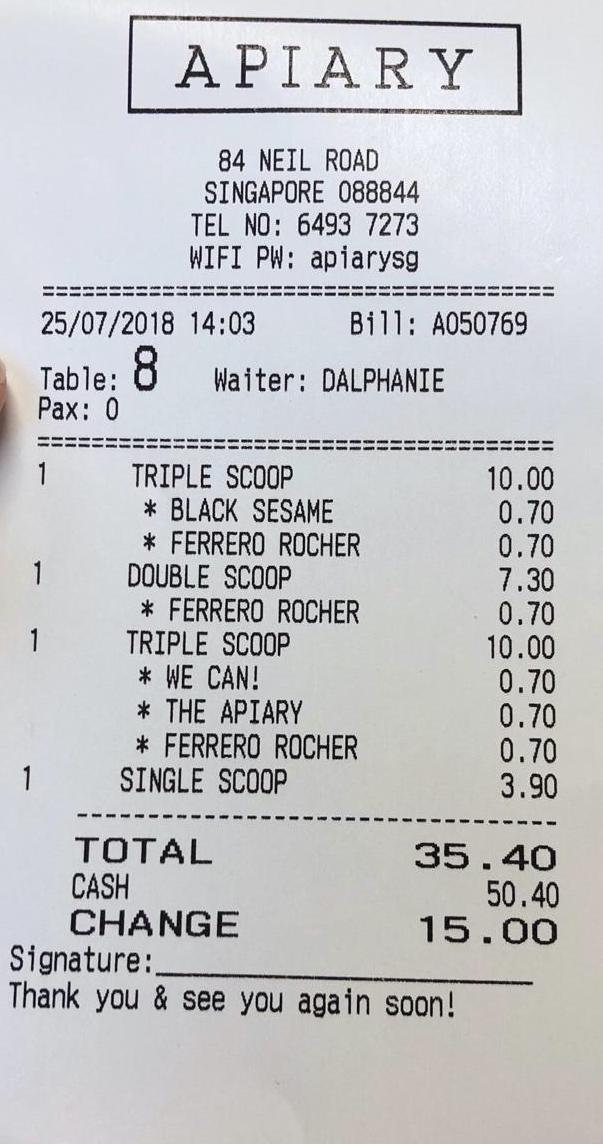 APIARY
84 NEIL ROAD
SINGAPORE 088844
TEL NO: 6493 7273
WIFI PW: apiarysg
======================================
25/07/2018 14:03 Bill: A050769
Table: 8 Waiter: DALPHANIE
Pax: 0
======================================
1 TRIPLE SCOOP 10.00
* BLACK SESAME 0.70
* FERRERO ROCHER 0.70
1 DOUBLE SCOOP 7.30
* FERRERO ROCHER 0.70
1 TRIPLE SCOOP 10.00
* WE CAN! 0.70
* THE APIARY 0.70
* FERRERO ROCHER 0.70
1 SINGLE SCOOP 3.90
------------------------------------
TOTAL 35.40
CASH 50.40
CHANGE 15.00
Signature:____________________________
Thank you & see you again soon!